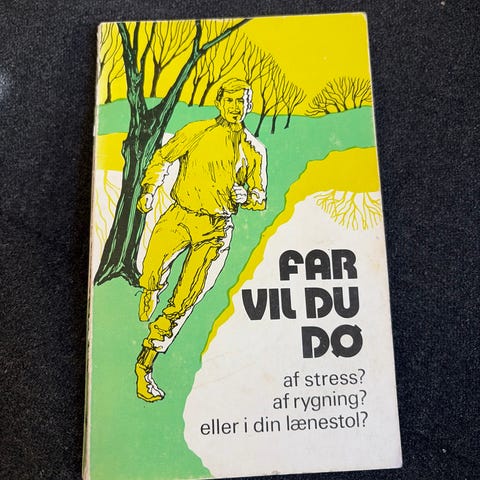 FAR
VIL DU
DØ
af stress?
af rygning?
eller i din lænestol?